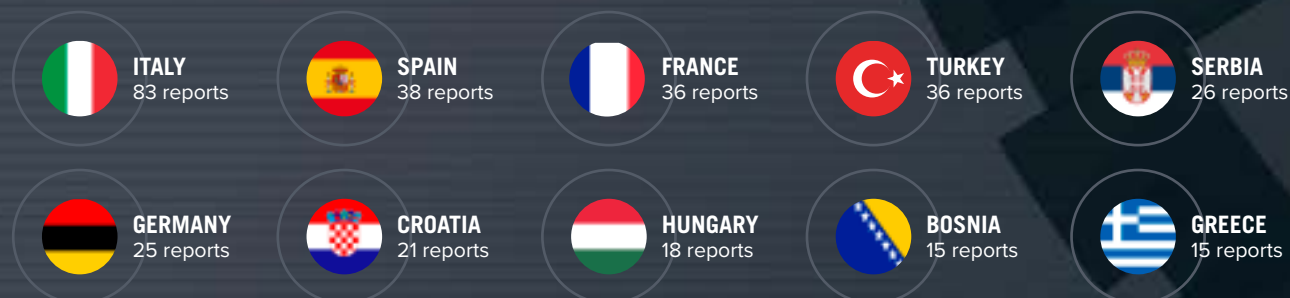 ITALY
83 reports
SPAIN
38 reports
FRANCE
36 reports
TURKEY
36 reports
SERBIA
26 reports
GERMANY
25 reports
CROATIA
21 reports
HUNGARY
18 reports
BOSNIA
15 reports
GREECE
15 reports